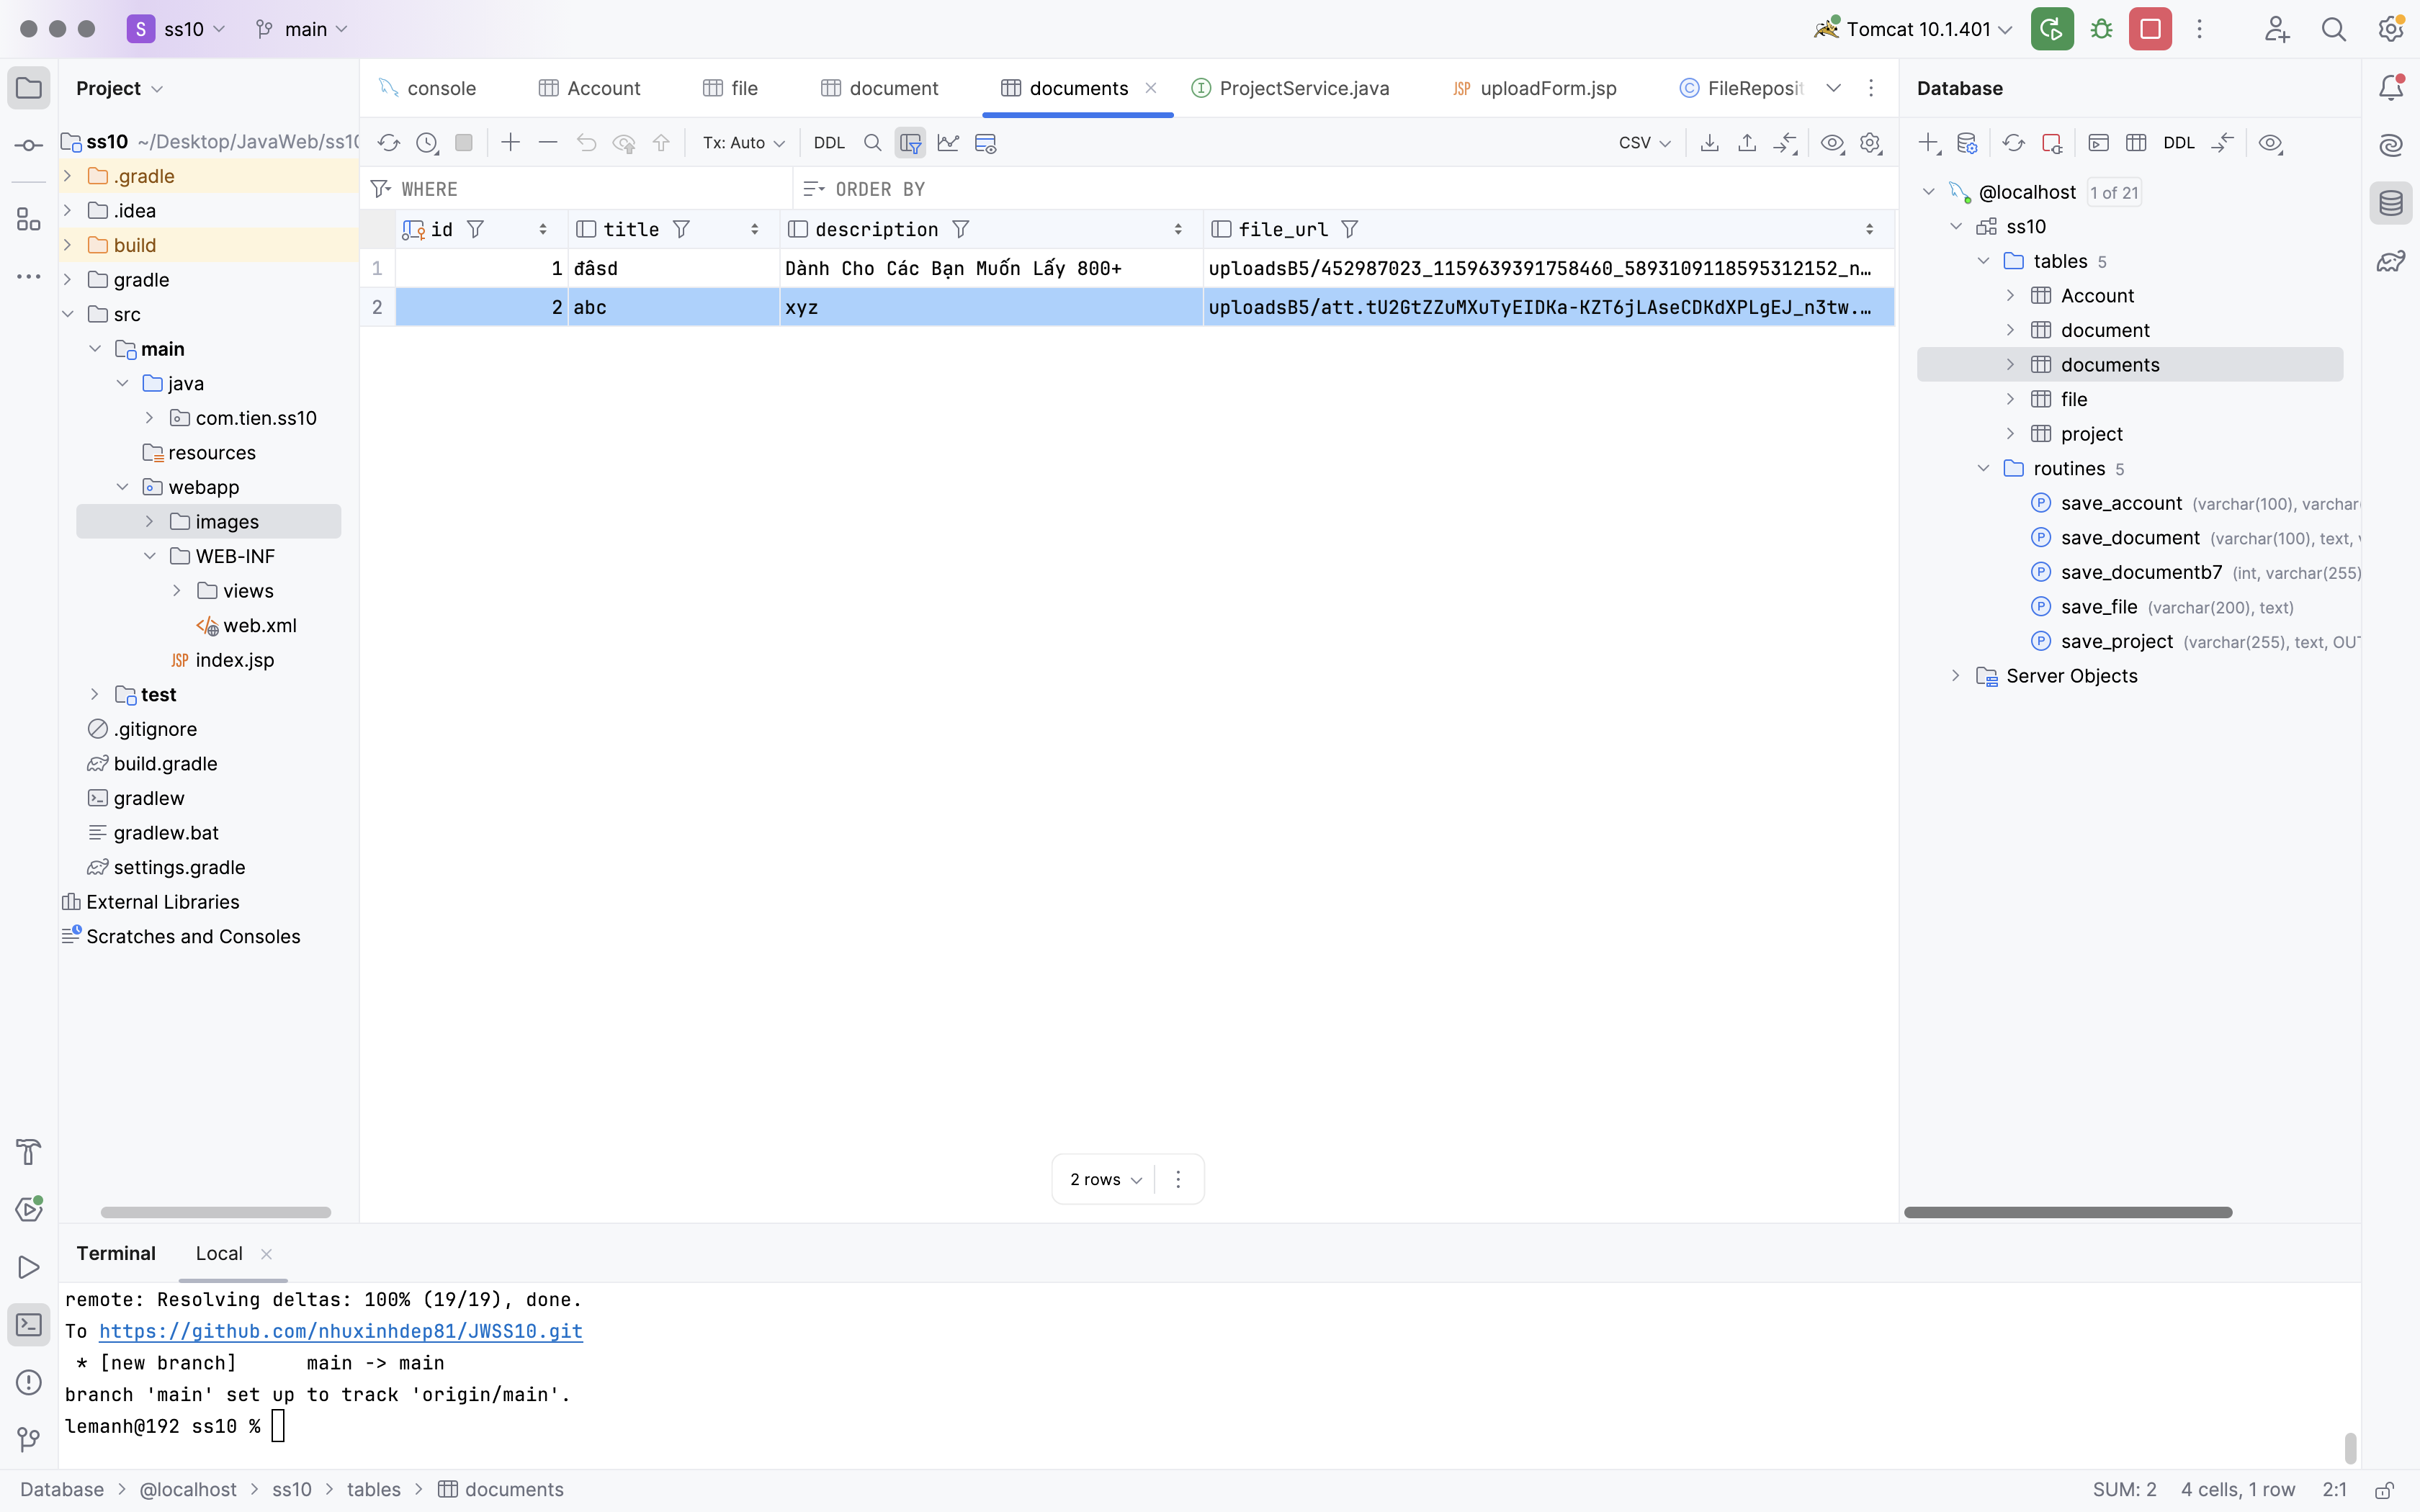 S ss10 main Tomcat 10.1.401
Project
console Account file document documents ProjectService.java JSP uploadForm.jsp FileReposit
Database
ss10 ~/Desktop/JavaWeb/ss10
.gradle
.idea
build
gradle
src
main
java
com.tien.ss10
resources
webapp
images
WEB-INF
views
web.xml
JSP index.jsp
test
.gitignore
build.gradle
gradlew
gradlew.bat
settings.gradle
External Libraries
Scratches and Consoles
Tx: Auto DDL CSV
WHERE ORDER BY
id title description file_url
1 1 đâsd Dành Cho Các Bạn Muốn Lấy 800+ uploadsB5/452987023_1159639391758460_5893109118595312152_n…
2 2 abc xyz uploadsB5/att.tU2GtZZuMXuTyEIDKa-KZT6jLAseCDKdXPLgEJ_n3tw.…
2 rows
DDL
@localhost 1 of 21
ss10
tables 5
Account
document
documents
file
project
routines 5
P save_account (varchar(100), varchar(
P save_document (varchar(100), text, v
P save_documentb7 (int, varchar(255)
P save_file (varchar(200), text)
P save_project (varchar(255), text, OUT
Server Objects
Terminal Local
remote: Resolving deltas: 100% (19/19), done.
To https://github.com/nhuxinhdep81/JWSS10.git
* [new branch] main -> main
branch 'main' set up to track 'origin/main'.
lemanh@192 ss10 %
Database > @localhost > ss10 > tables > documents
SUM: 2 4 cells, 1 row 2:1